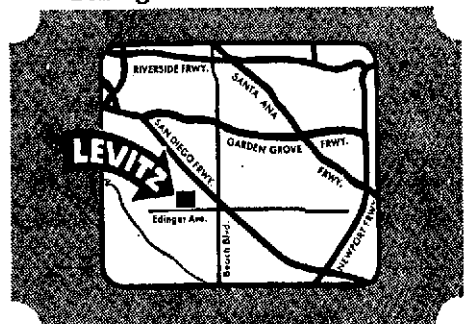 RIVERSIDE FRWY.
SANTA ANA
FRWY.
SAN DIEGO FRWY.
GARDEN GROVE FRWY.
LEVITZ
Edinger Ave.
Beach Blvd.
NEWPORT FRWY.